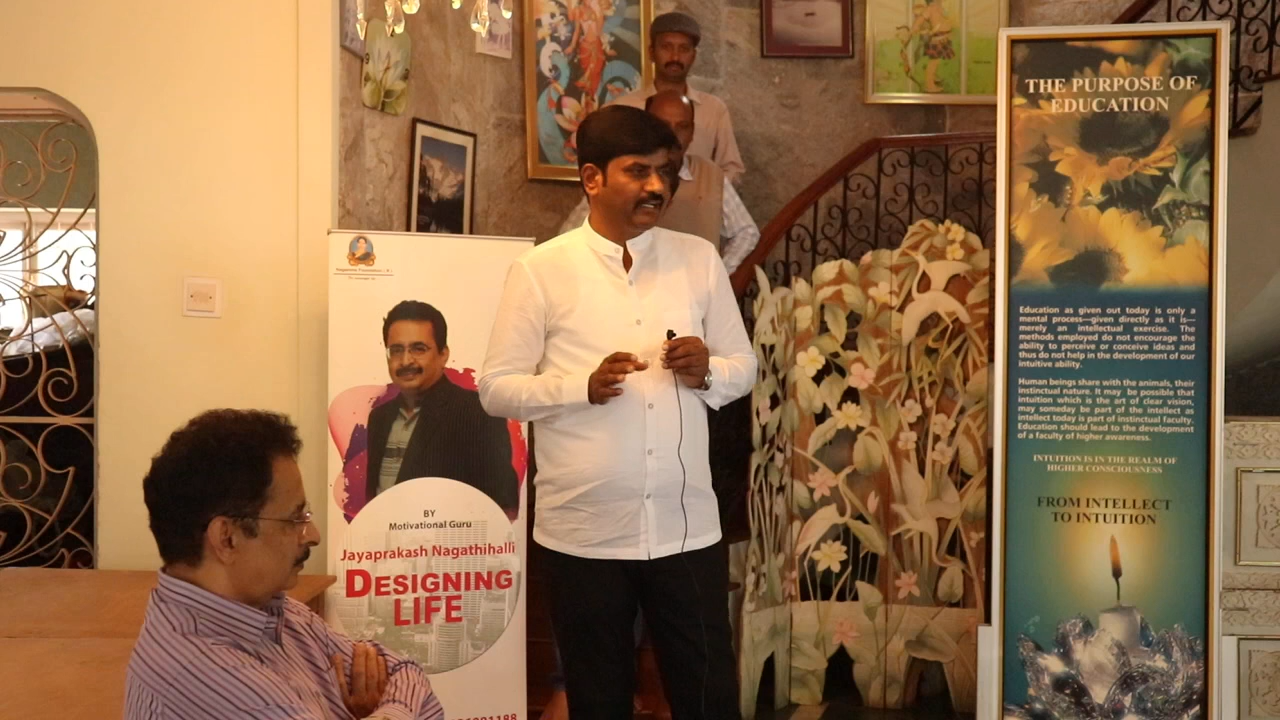 BY
Motivational Guru
Jayaprakash Nagathihalli
DESIGNING
LIFE
THE PURPOSE OF
EDUCATION
Education as given out today is only a
mental process—given directly as it is—
merely an intellectual exercise. The
methods employed do not encourage the
ability to perceive or conceive ideas and
thus do not help in the development of our
intuitive ability.
Human beings share with the animals, their
instinctual nature. It may be possible that
intuition which is the art of clear vision,
may someday be part of the intellect as
intellect today is part of instinctual faculty.
Education should lead to the development
of a faculty of higher awareness.
INTUITION IS IN THE REALM OF
HIGHER CONSCIOUSNESS
FROM INTELLECT
TO INTUITION